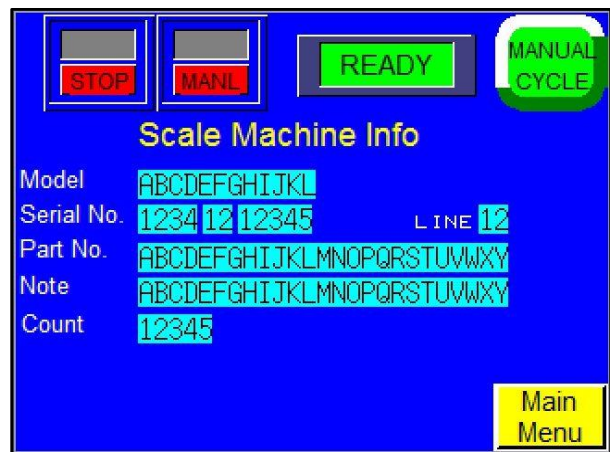 STOP MANL READY MANUAL
CYCLE
Scale Machine Info
Model ABCDEFGHIJKL
Serial No. 1234 12 12345 LINE 12
Part No. ABCDEFGHIJKLMNOPQRSTUVWXY
Note ABCDEFGHIJKLMNOPQRSTUVWXY
Count 12345
Main
Menu